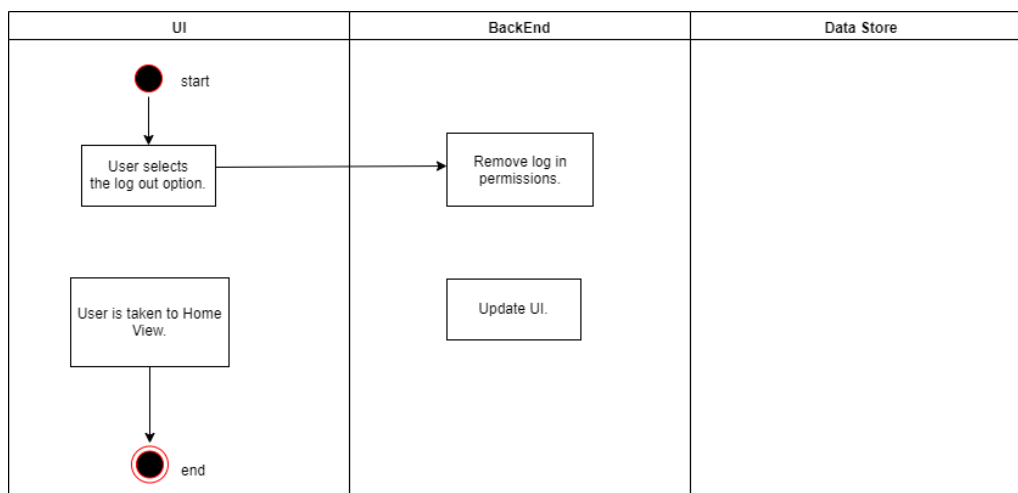 UI
BackEnd
Data Store
start
User selects
the log out option.
Remove log in
permissions.
User is taken to Home
View.
Update UI.
end